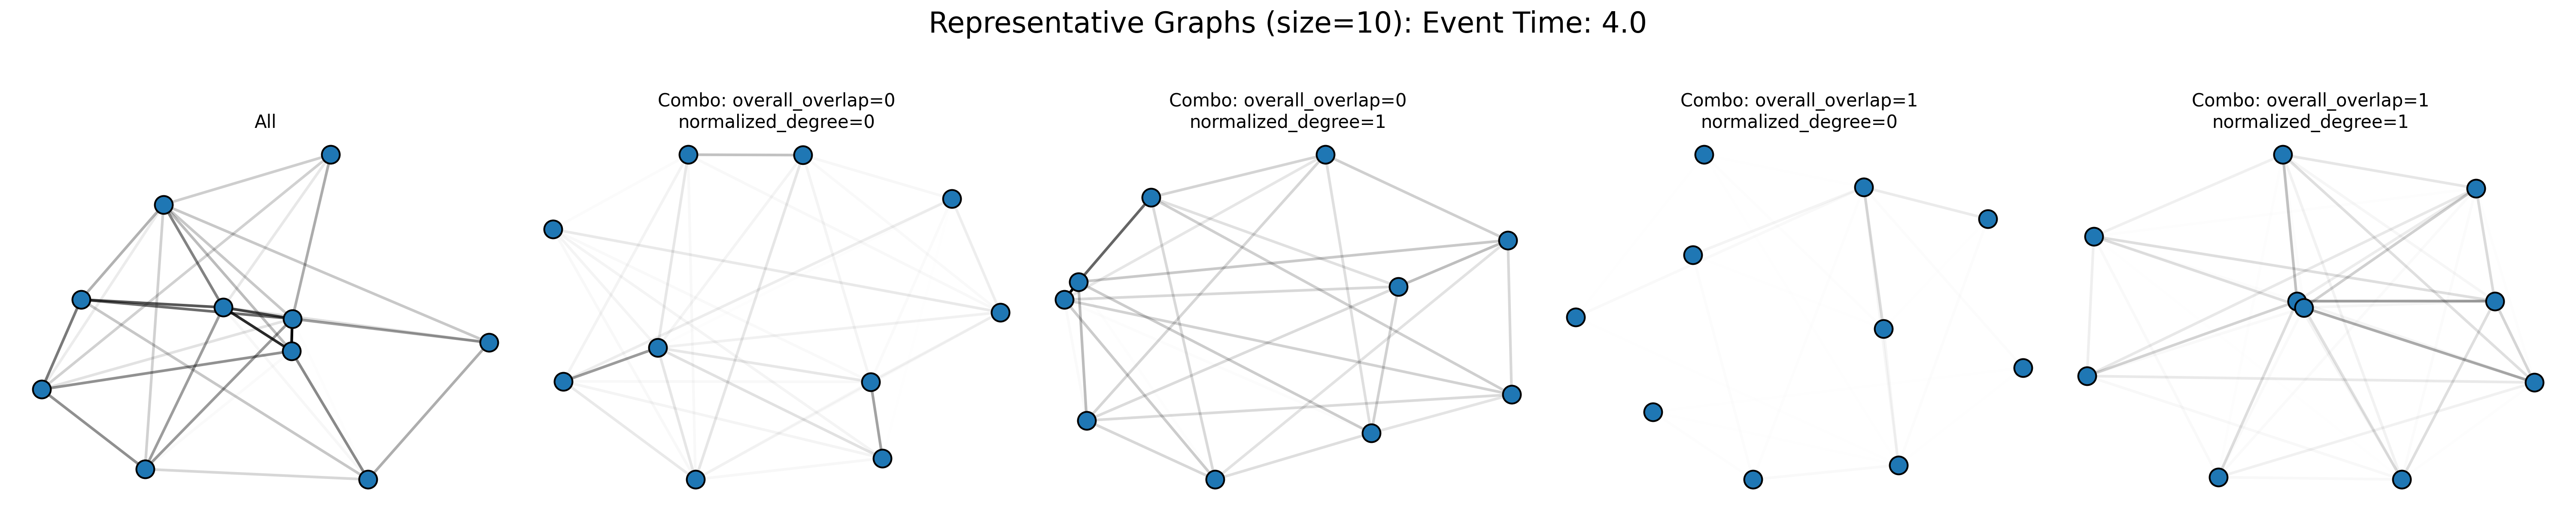 Representative Graphs (size=10): Event Time: 4.0
All
Combo: overall_overlap=0
normalized_degree=0
Combo: overall_overlap=0
normalized_degree=1
Combo: overall_overlap=1
normalized_degree=0
Combo: overall_overlap=1
normalized_degree=1